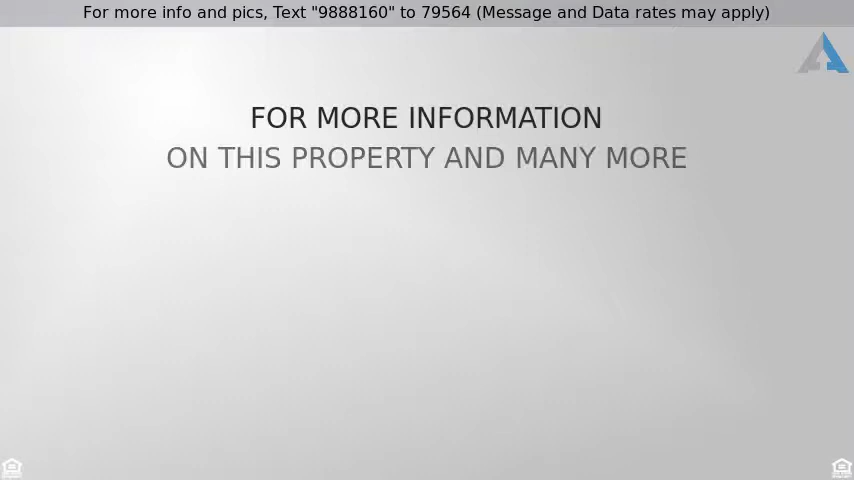 For more info and pics, Text "9888160" to 79564 (Message and Data rates may apply)
FOR MORE INFORMATION
ON THIS PROPERTY AND MANY MORE